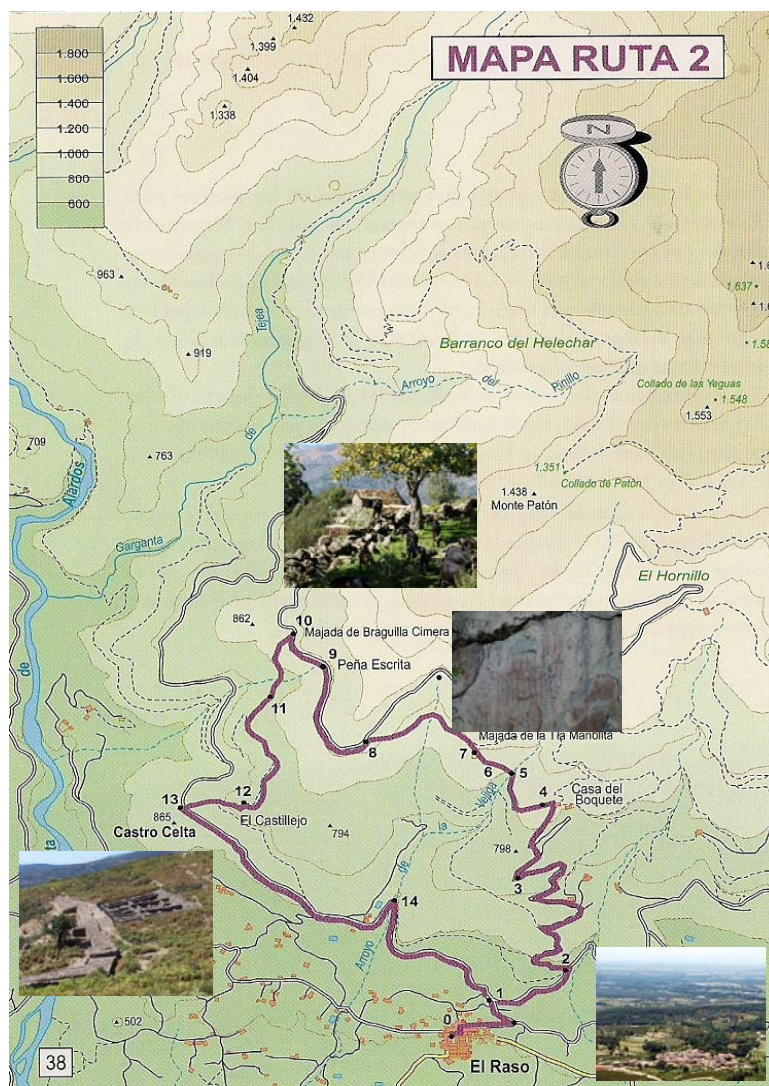 MAPA RUTA 2
1.800
1.600
1.400
1.200
1.000
800
600
1.432
1.399
1.404
1.338
N
963
919
Tejea
de
Garganta
Barranco del Helechar
Arroyo del Pinillo
1.637
Collado de las Yeguas
1.548
1.553
709
763
Alardos
de
1.351
Collado de Patón
1.438
Monte Patón
El Hornillo
862
10
Majada de Braguilla Cimera
9
Peña Escrita
11
8
7
Majada de la Tía Manolita
6
5
4
Casa del
Boquete
12
El Castillejo
13
865
Castro Celta
794
798
3
Arroyo de la Vejiga
14
2
1
0
El Raso
502
38